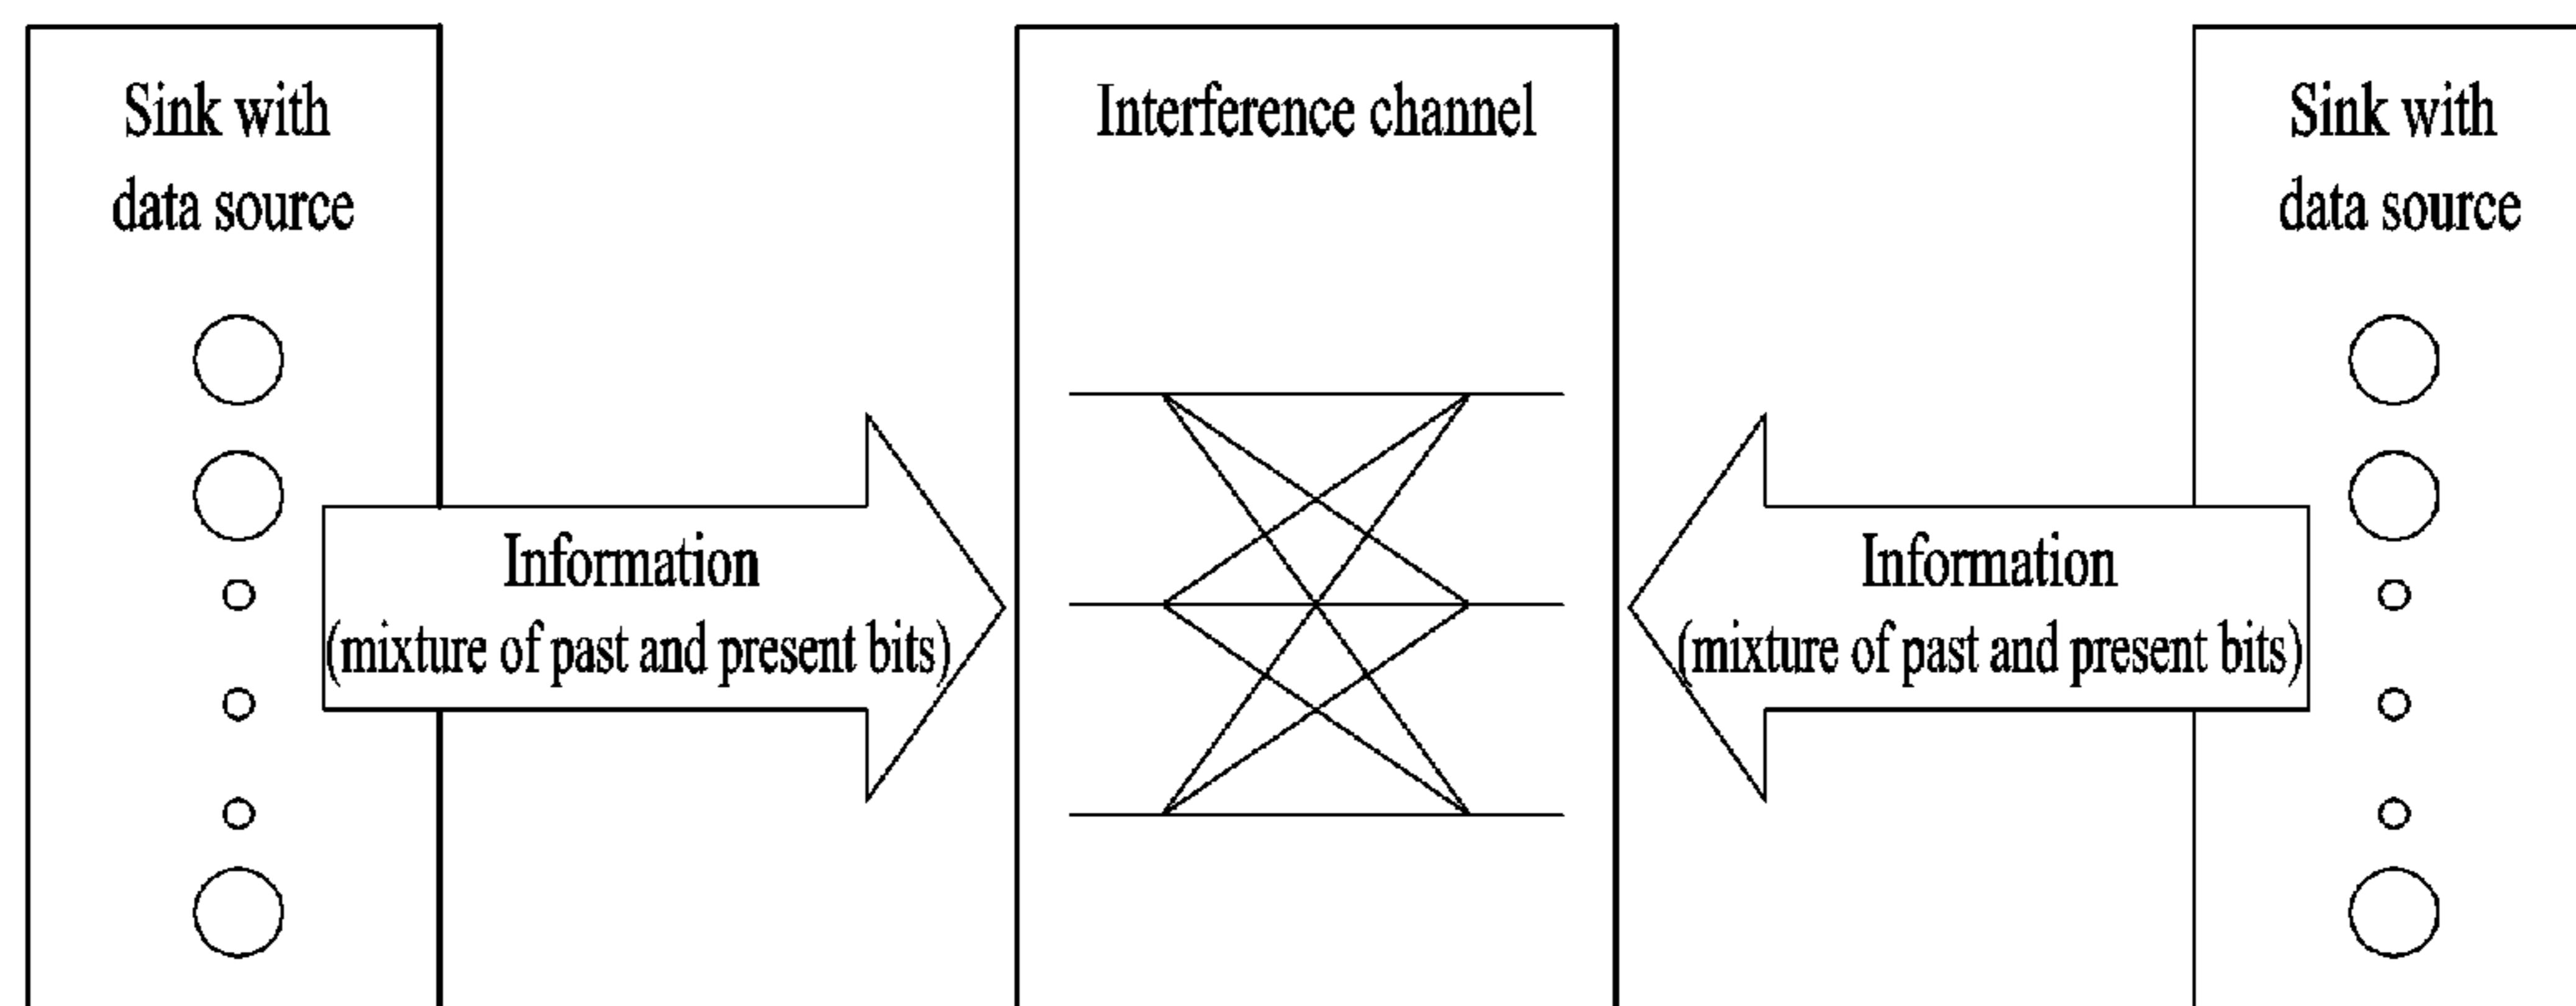 Sink with
data source
Interference channel
Sink with
data source
Information
(mixture of past and present bits)
Information
(mixture of past and present bits)